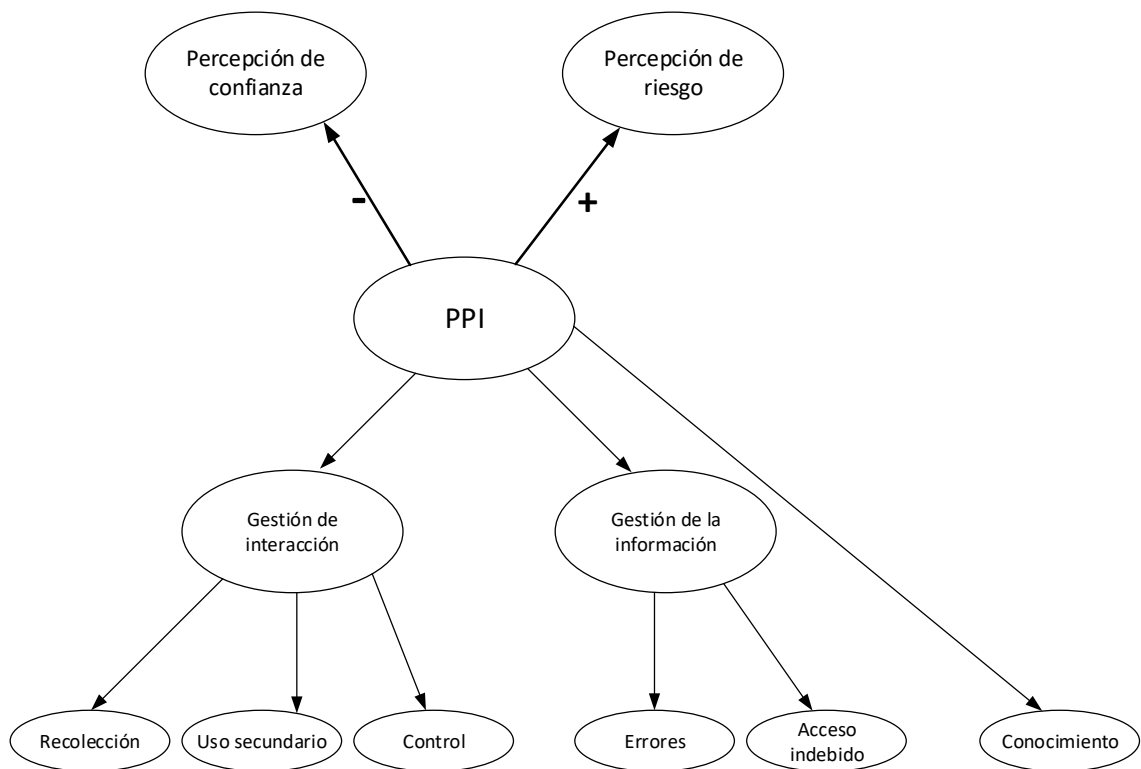 Percepción de
confianza
Percepción de
riesgo
-
+
PPI
Gestión de
interacción
Gestión de la
información
Recolección
Uso secundario
Control
Errores
Acceso
indebido
Conocimiento